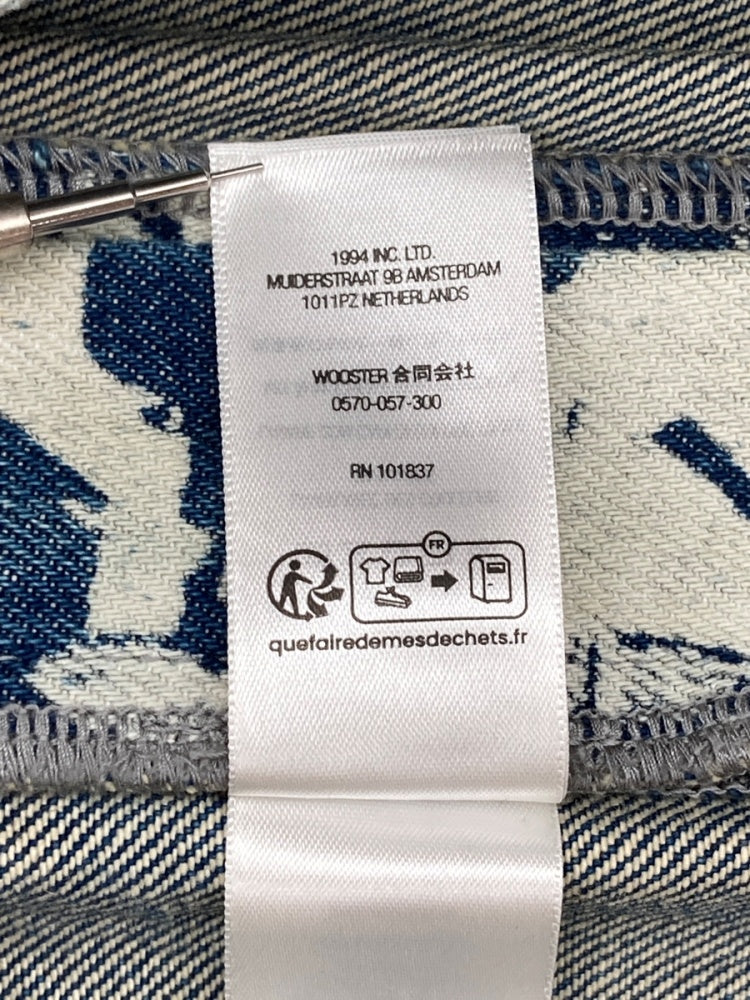 1994 INC. LTD.
MUIDERSTRAAT 9B AMSTERDAM
1011PZ NETHERLANDS
WOOSTER 合同会社
0570-057-300
RN 101837
FR
quefairedemesdechets.fr